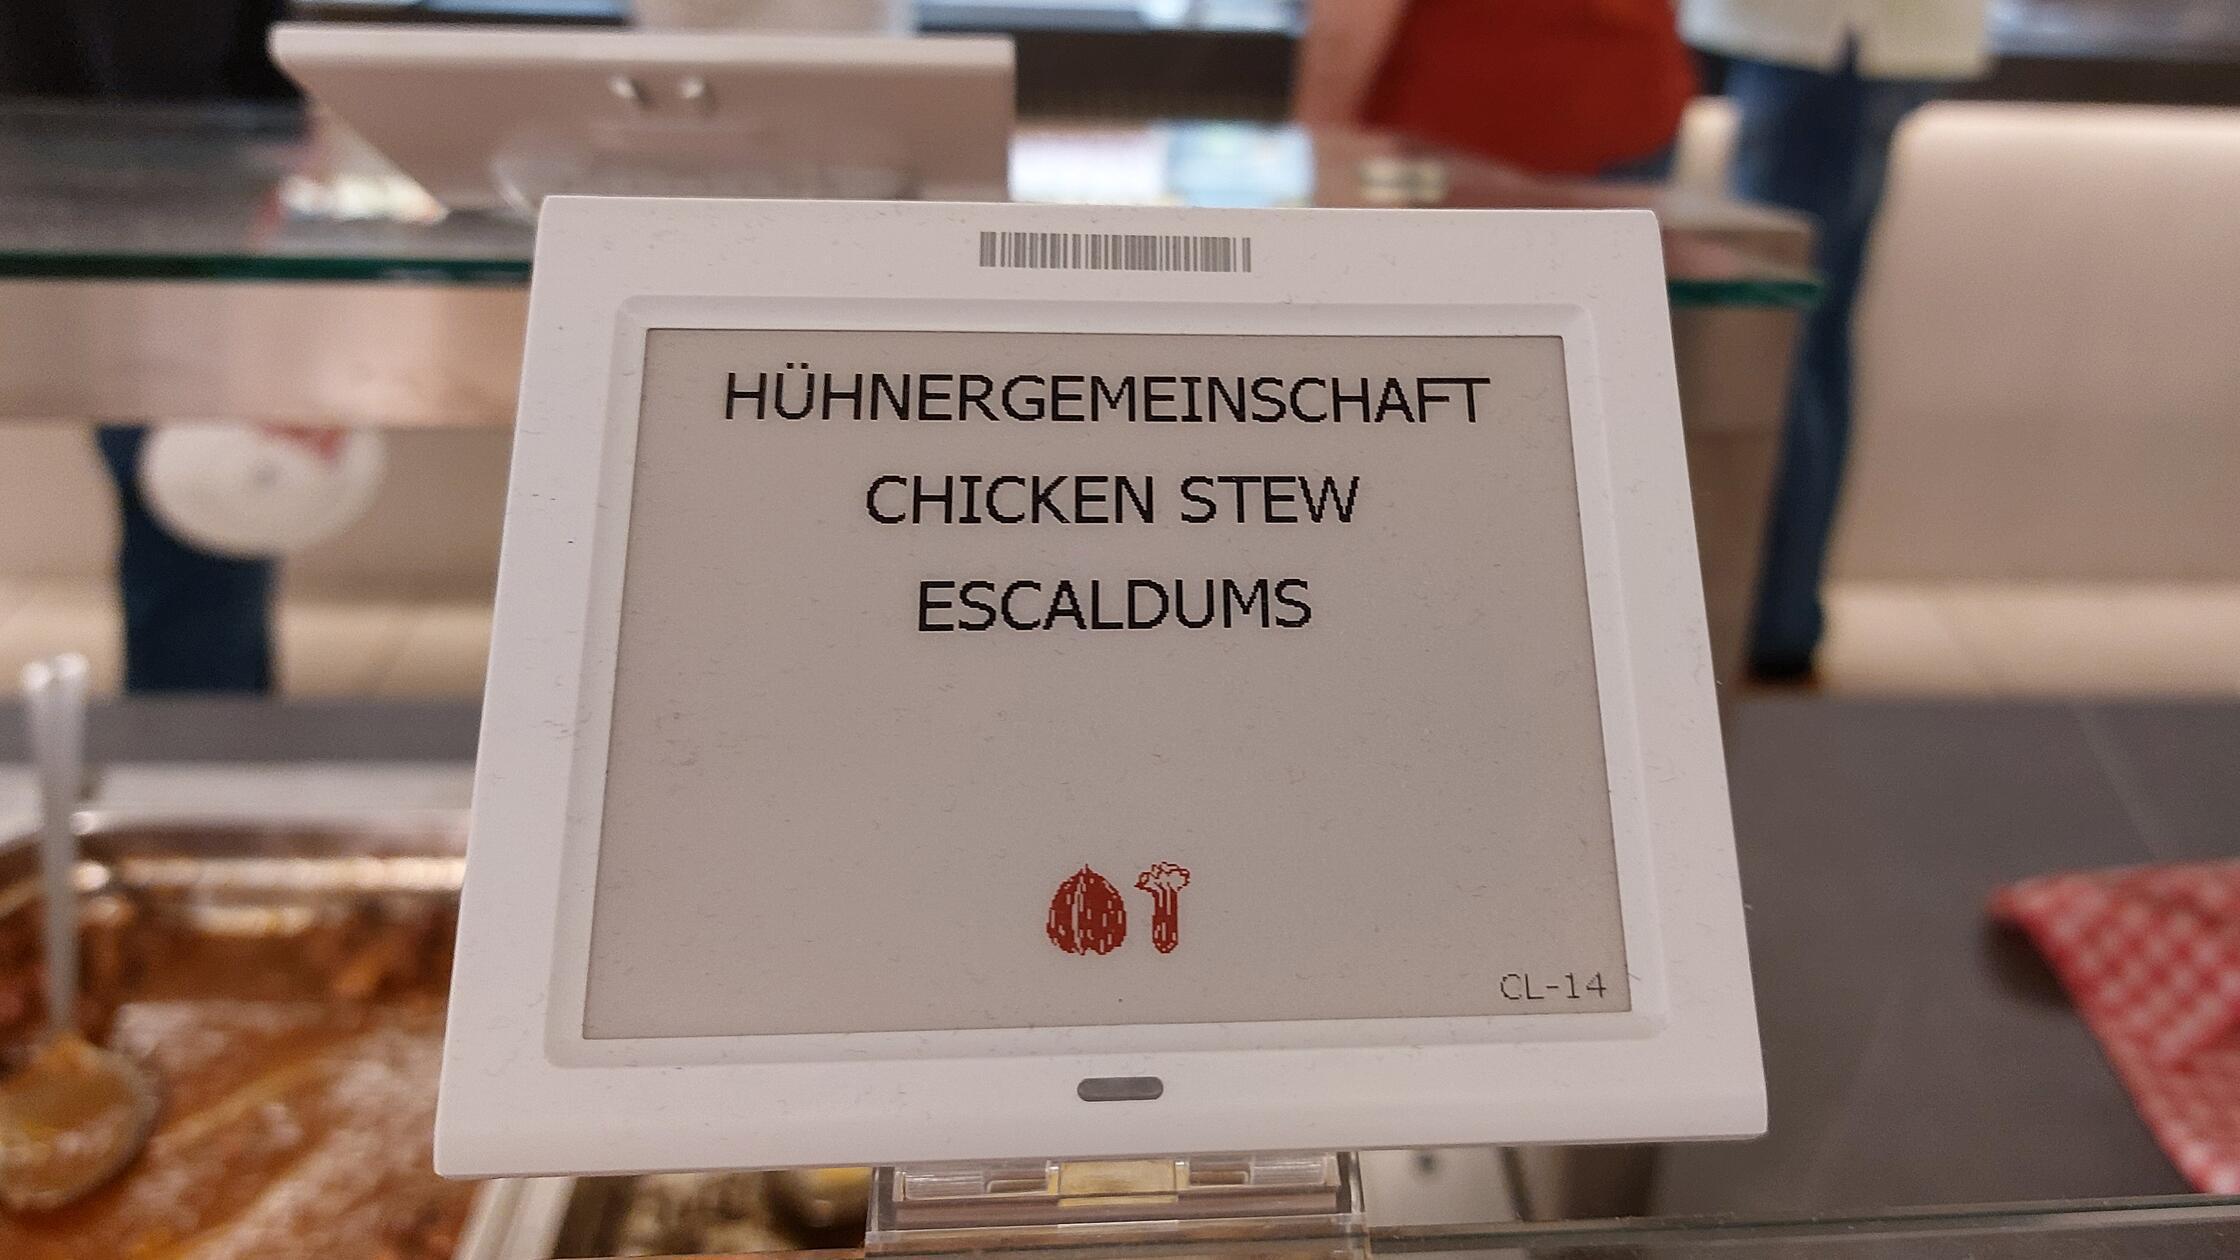 HÜHNERGEMEINSCHAFT
CHICKEN STEW
ESCALDUMS
CL-14